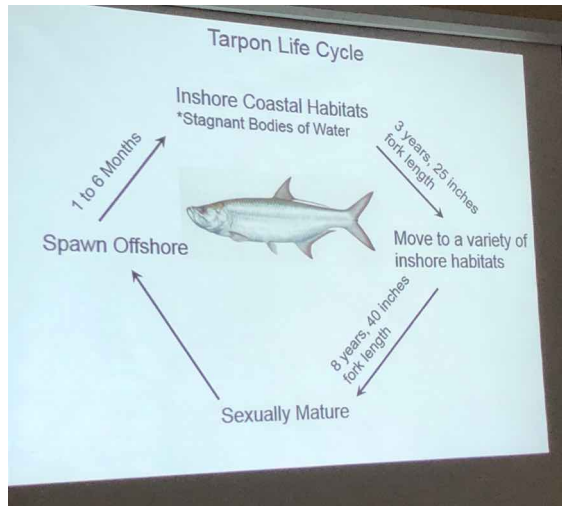 Tarpon Life Cycle
Inshore Coastal Habitats
*Stagnant Bodies of Water
1 to 6 Months
3 years, 25 inches
fork length
Spawn Offshore
Move to a variety of
inshore habitats
8 years, 40 inches
fork length
Sexually Mature